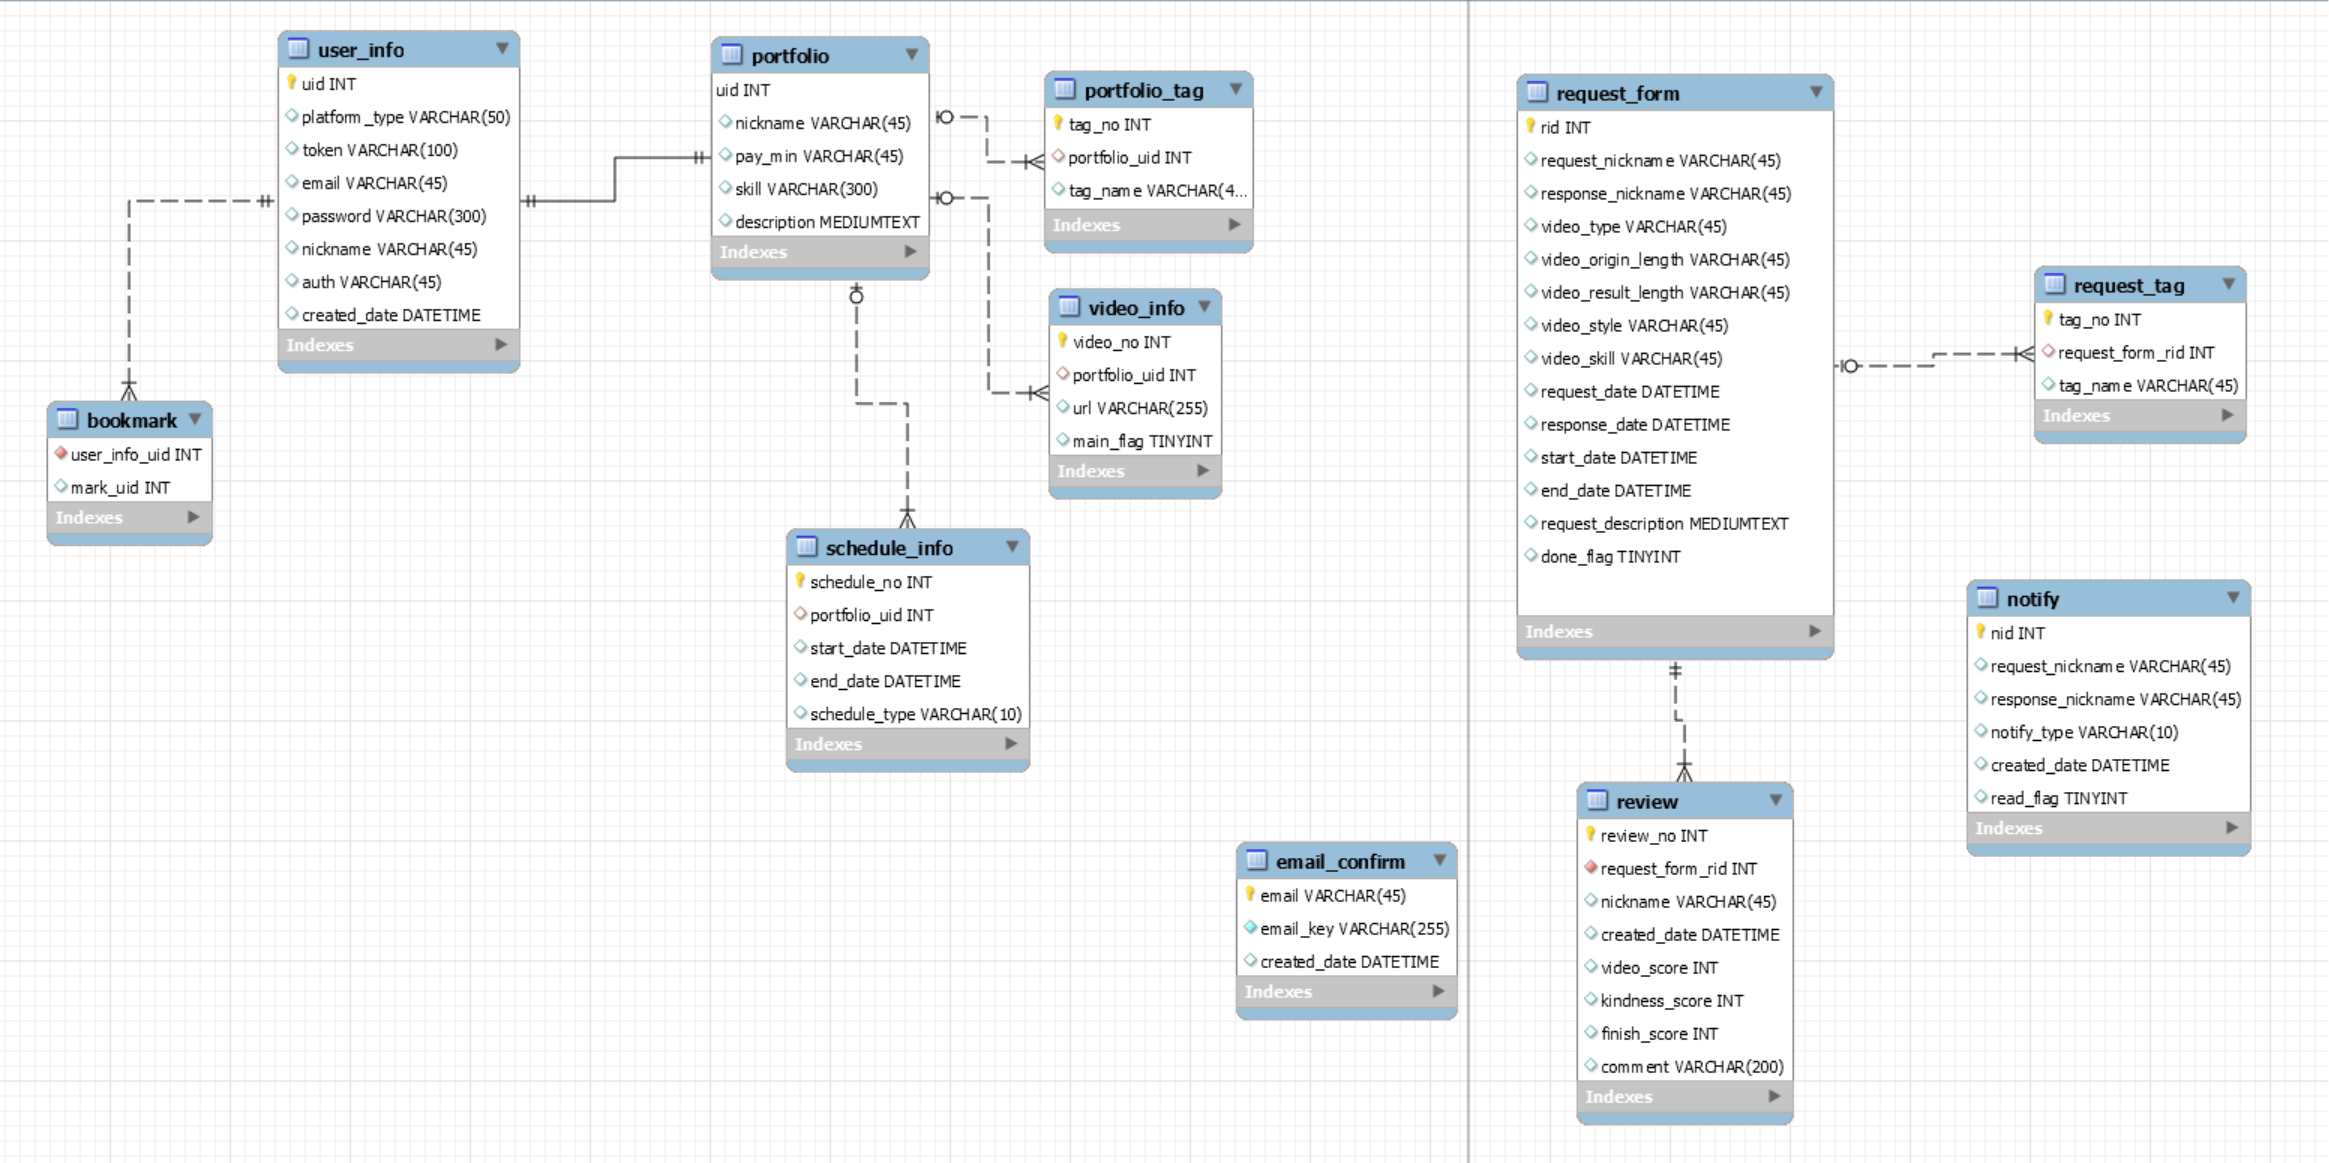 user_info
uid INT
platform_type VARCHAR(50)
token VARCHAR(100)
email VARCHAR(45)
password VARCHAR(300)
nickname VARCHAR(45)
auth VARCHAR(45)
created_date DATETIME
Indexes
bookmark
user_info_uid INT
mark_uid INT
Indexes
portfolio
uid INT
nickname VARCHAR(45)
pay_min VARCHAR(45)
skill VARCHAR(300)
description MEDIUMTEXT
Indexes
portfolio_tag
tag_no INT
portfolio_uid INT
tag_name VARCHAR(4...
Indexes
video_info
video_no INT
portfolio_uid INT
url VARCHAR(255)
main_flag TINYINT
Indexes
schedule_info
schedule_no INT
portfolio_uid INT
start_date DATETIME
end_date DATETIME
schedule_type VARCHAR(10)
Indexes
email_confirm
email VARCHAR(45)
email_key VARCHAR(255)
created_date DATETIME
Indexes
request_form
rid INT
request_nickname VARCHAR(45)
response_nickname VARCHAR(45)
video_type VARCHAR(45)
video_origin_length VARCHAR(45)
video_result_length VARCHAR(45)
video_style VARCHAR(45)
video_skill VARCHAR(45)
request_date DATETIME
response_date DATETIME
start_date DATETIME
end_date DATETIME
request_description MEDIUMTEXT
done_flag TINYINT
Indexes
request_tag
tag_no INT
request_form_rid INT
tag_name VARCHAR(45)
Indexes
notify
nid INT
request_nickname VARCHAR(45)
response_nickname VARCHAR(45)
notify_type VARCHAR(10)
created_date DATETIME
read_flag TINYINT
Indexes
review
review_no INT
request_form_rid INT
nickname VARCHAR(45)
created_date DATETIME
video_score INT
kindness_score INT
finish_score INT
comment VARCHAR(200)
Indexes